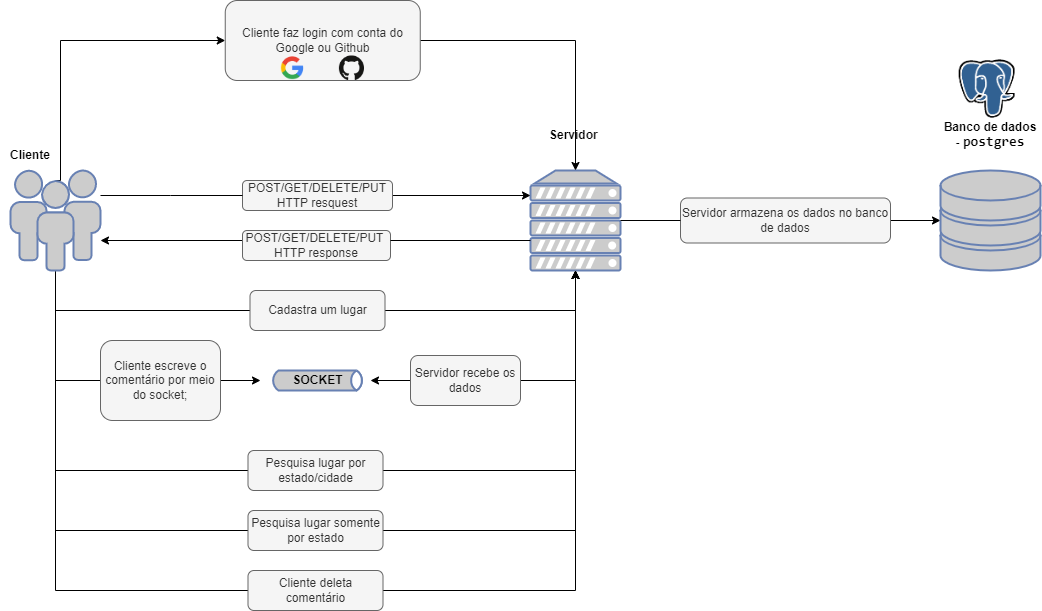 Cliente faz login com conta do
Google ou Github
Banco de dados
- postgres
Servidor
Cliente
POST/GET/DELETE/PUT
HTTP resquest
Servidor armazena os dados no banco
de dados
POST/GET/DELETE/PUT
HTTP response
Cadastra um lugar
Cliente escreve o
comentário por meio
do socket;
SOCKET
Servidor recebe os
dados
Pesquisa lugar por
estado/cidade
Pesquisa lugar somente
por estado
Cliente deleta
comentário